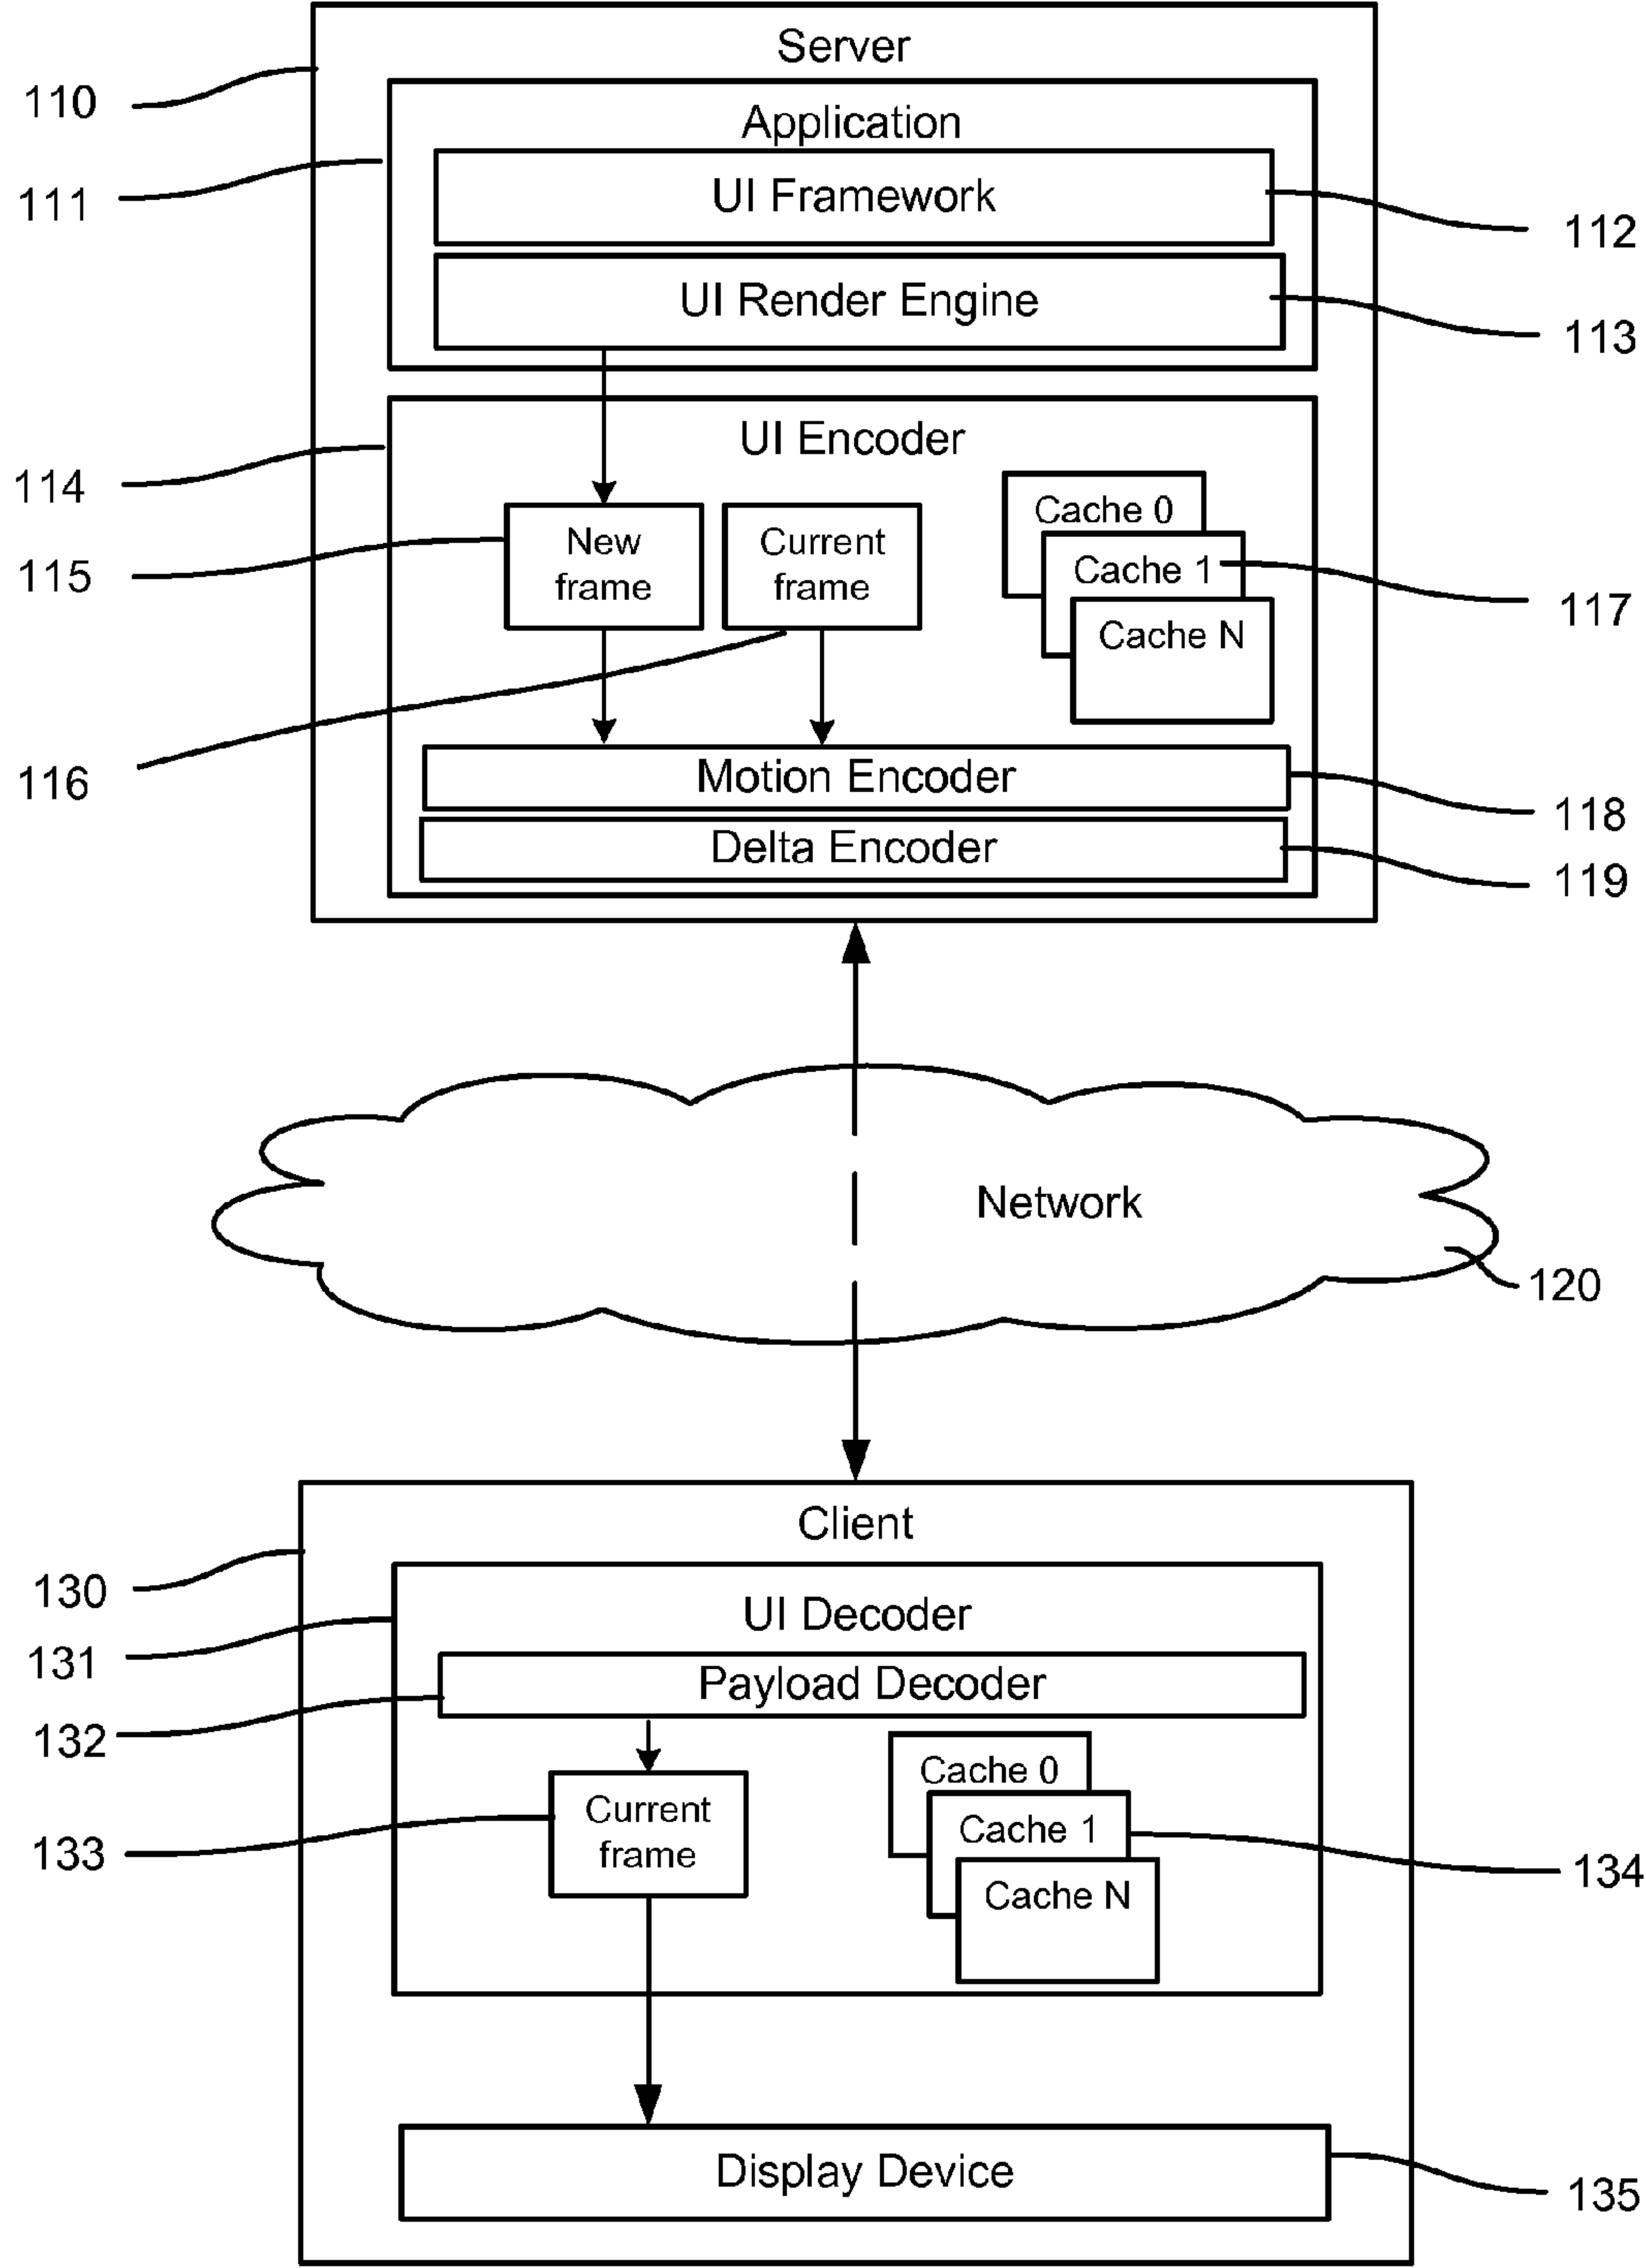 Server
110
Application
111
UI Framework
112
UI Render Engine
113
UI Encoder
114
New
frame
115
Current
frame
116
Cache 0
Cache 1
117
Cache N
Motion Encoder
118
Delta Encoder
119
Network
120
Client
130
UI Decoder
131
Payload Decoder
132
Current
frame
133
Cache 0
Cache 1
134
Cache N
Display Device
135